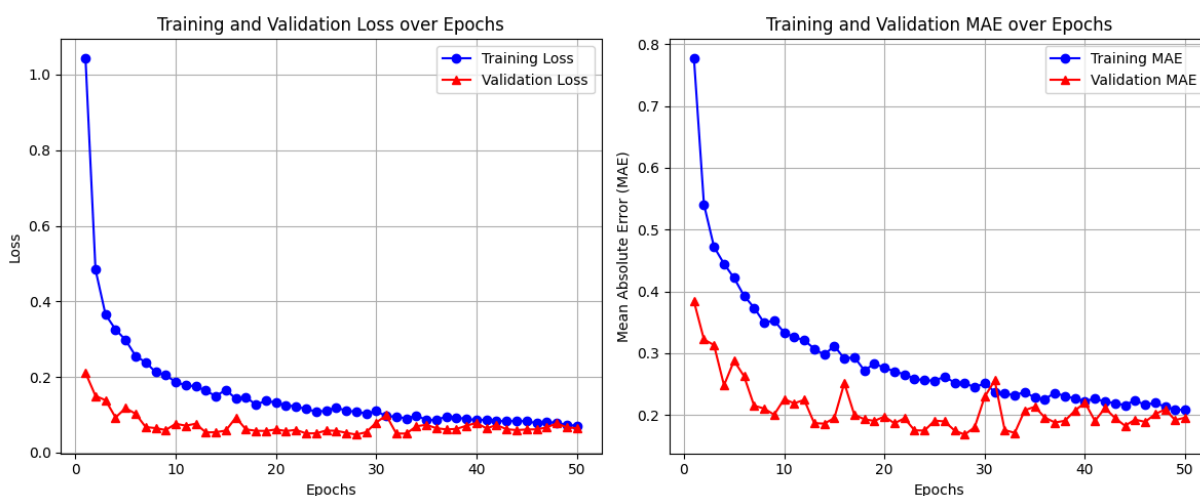 Training and Validation Loss over Epochs
Training Loss
Validation Loss
Loss
1.0
0.8
0.6
0.4
0.2
0.0
0
10
20
30
40
50
Epochs
Training and Validation MAE over Epochs
Training MAE
Validation MAE
Mean Absolute Error (MAE)
0.8
0.7
0.6
0.5
0.4
0.3
0.2
0
10
20
30
40
50
Epochs